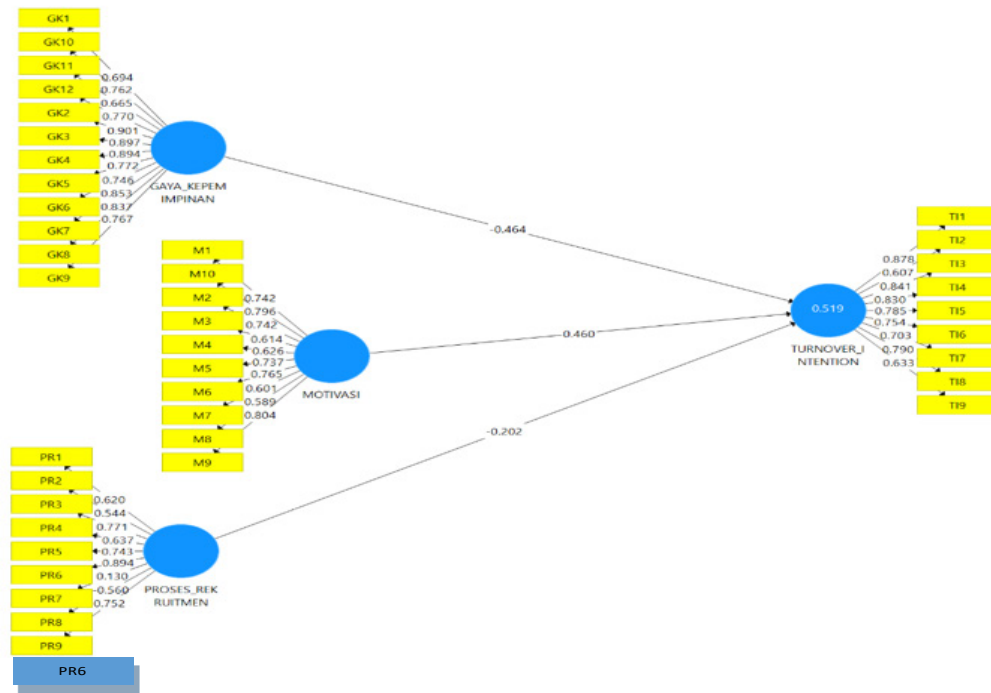 GK1
GK10
GK11
GK12
GK2
GK3
GK4
GK5
GK6
GK7
GK8
GK9
0.694
0.762
0.665
0.770
0.901
0.897
0.894
0.772
0.746
0.853
0.837
0.767
GAYA_KEPEM
IMPINAN
-0.464
M1
M10
M2
M3
M4
M5
M6
M7
M8
M9
0.742
0.796
0.742
0.614
0.626
0.737
0.765
0.601
0.589
0.804
MOTIVASI
0.460
PR1
PR2
PR3
PR4
PR5
PR6
PR7
PR8
PR9
0.620
0.544
0.771
0.637
0.743
0.894
0.130
0.560
0.752
PROSES_REK
RUITMEN
-0.202
0.519
TURNOVER_I
NTENTION
0.878
0.607
0.841
0.830
0.785
0.754
0.703
0.790
0.633
TI1
TI2
TI3
TI4
TI5
TI6
TI7
TI8
TI9
PR6